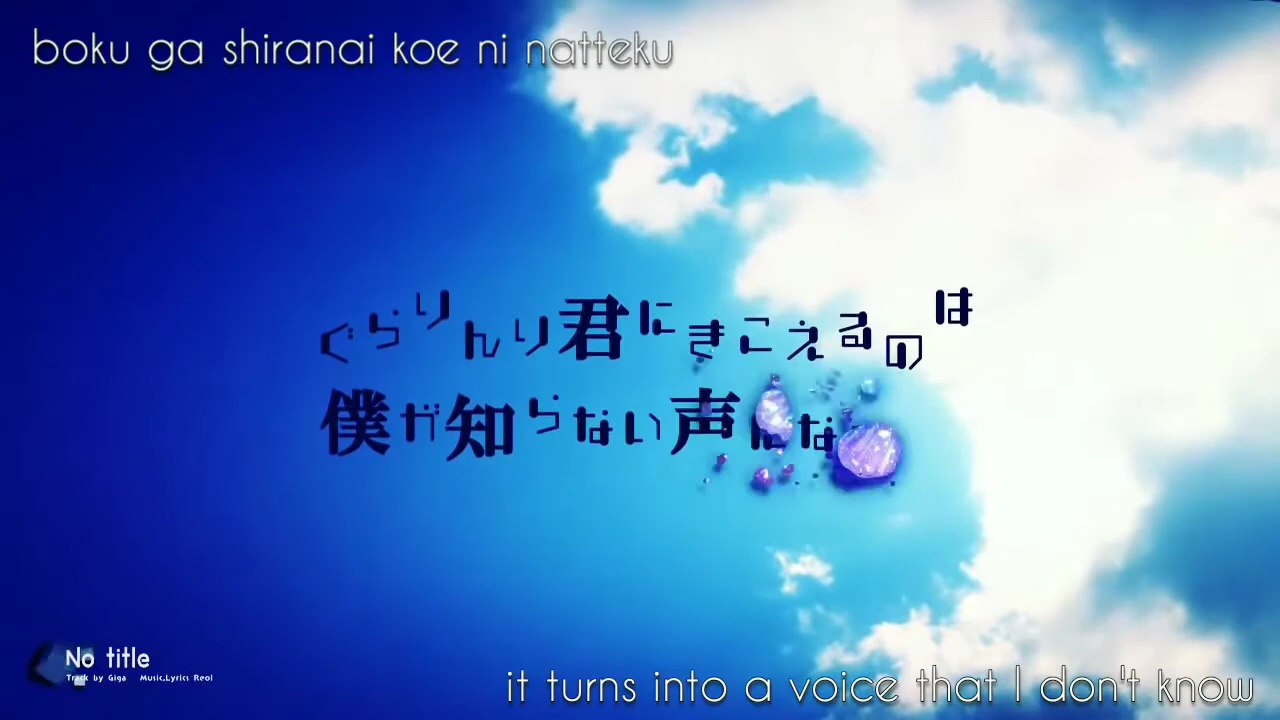 boku ga shiranai koe ni natteku
ぐらりんり君にきこえるのは
僕が知らない声にな
No title
Track by Giga Music,Lyrics Reol
it turns into a voice that I don't know